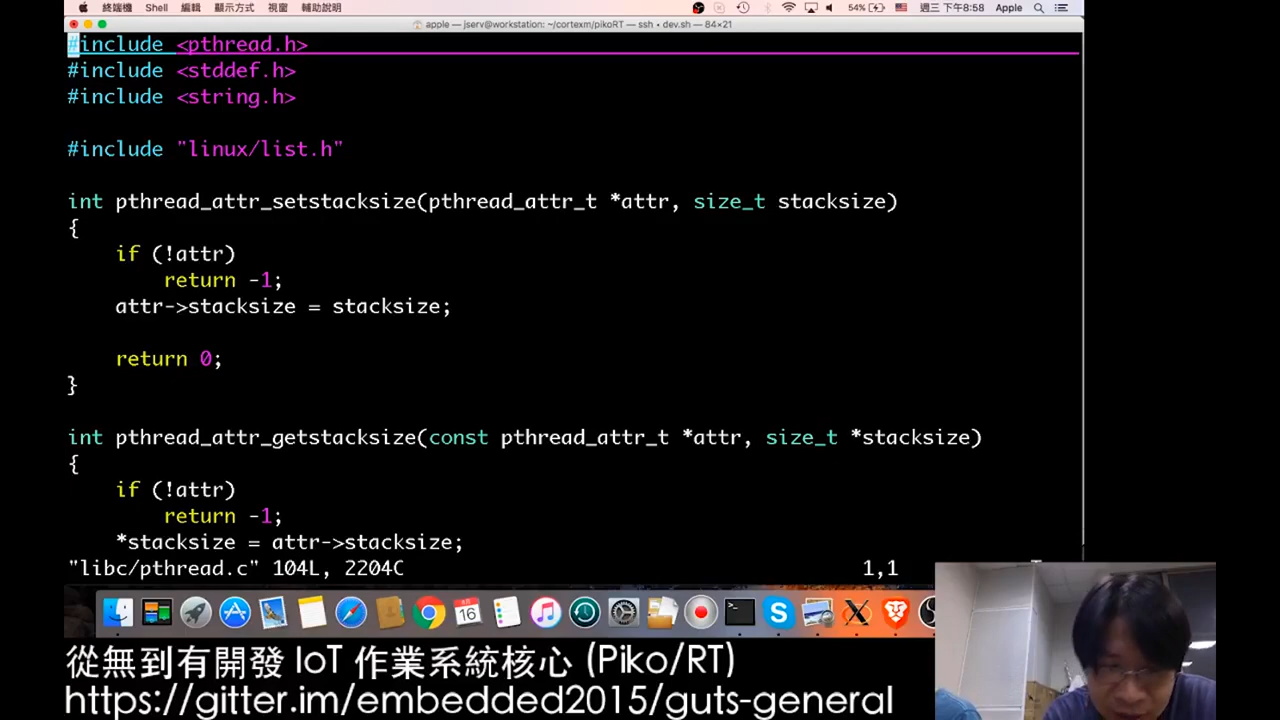 終端機 Shell 編輯 顯示方式 視窗 輔助說明 54% 週三 下午8:58 Apple
apple — jserv@workstation: ~/cortexm/pikoRT — ssh • dev.sh — 84×21
#include <pthread.h>
#include <stddef.h>
#include <string.h>
#include "linux/list.h"
int pthread_attr_setstacksize(pthread_attr_t *attr, size_t stacksize)
{
if (!attr)
return -1;
attr->stacksize = stacksize;
return 0;
}
int pthread_attr_getstacksize(const pthread_attr_t *attr, size_t *stacksize)
{
if (!attr)
return -1;
*stacksize = attr->stacksize;
"libc/pthread.c" 104L, 2204C 1,1
16
從無到有開發 IoT 作業系統核心 (Piko/RT)
https://gitter.im/embedded2015/guts-general